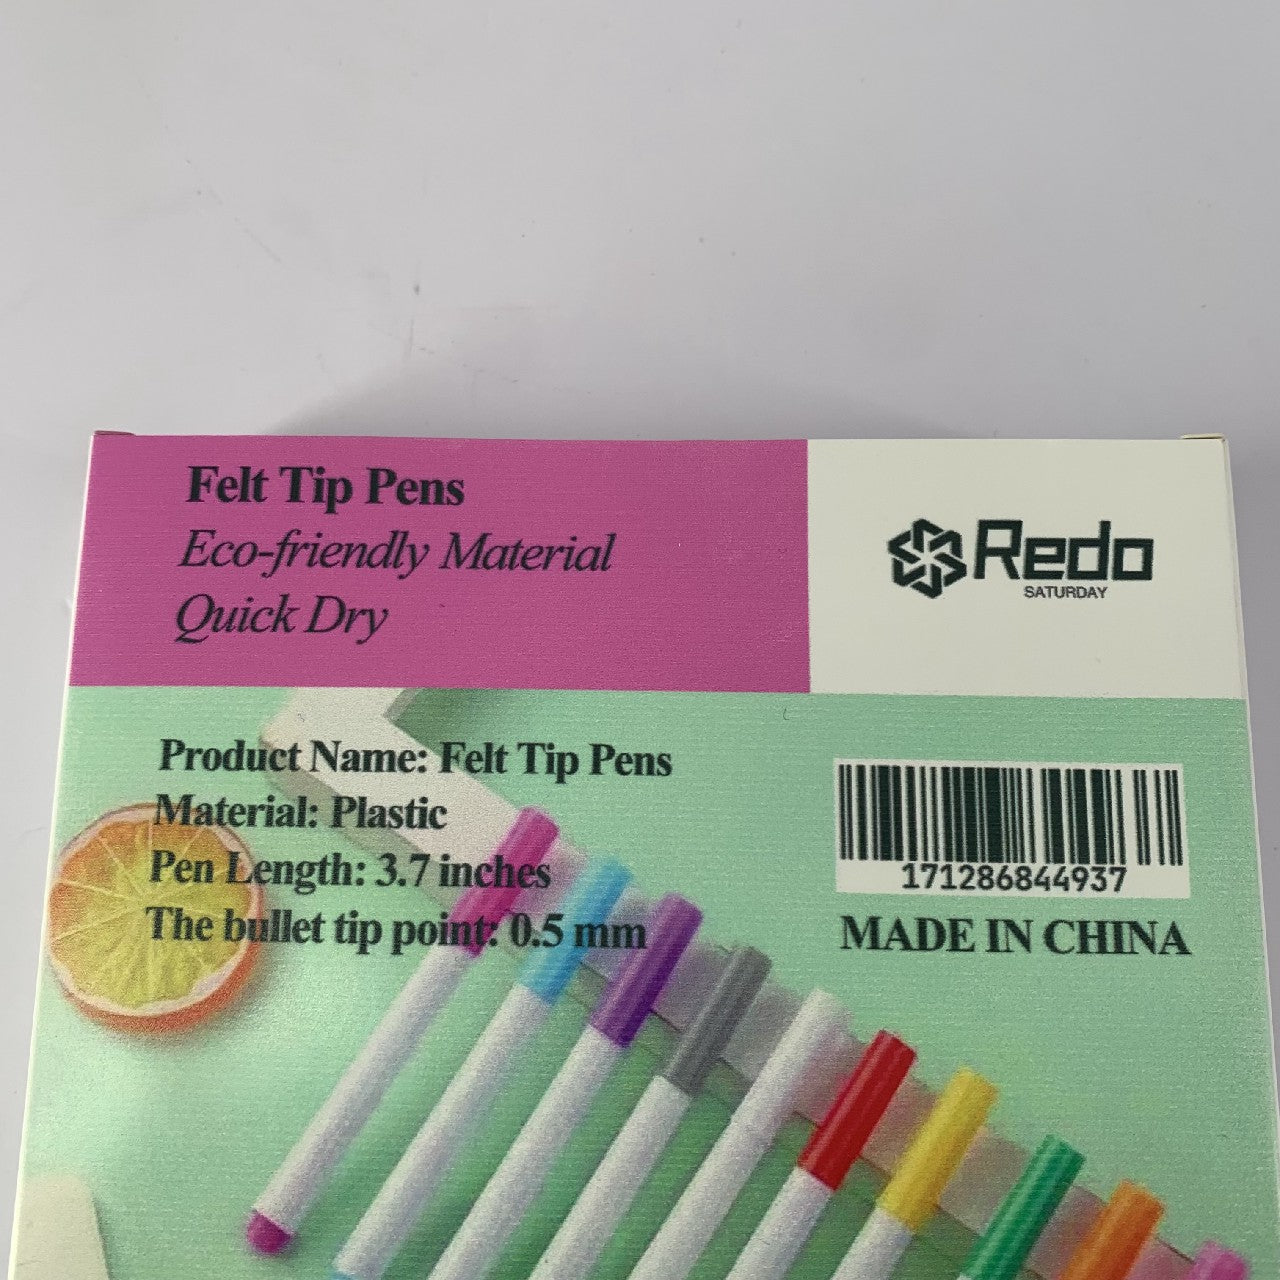 Felt Tip Pens
Eco-friendly Material
Quick Dry
Redo
SATURDAY
Product Name: Felt Tip Pens
Material: Plastic
Pen Length: 3.7 inches
The bullet tip point: 0.5 mm
171286844937
MADE IN CHINA